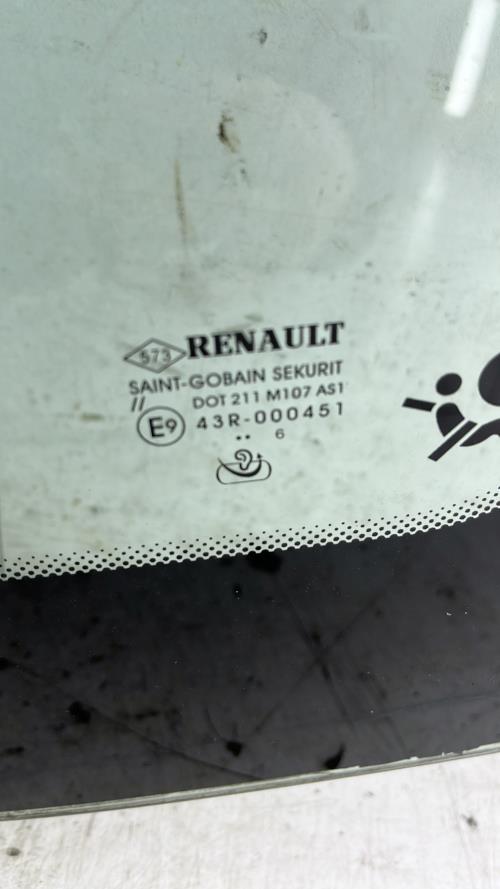 573 RENAULT
SAINT-GOBAIN SEKURIT
// DOT 211 M107 AS1
E9 43R-000451
.. 6